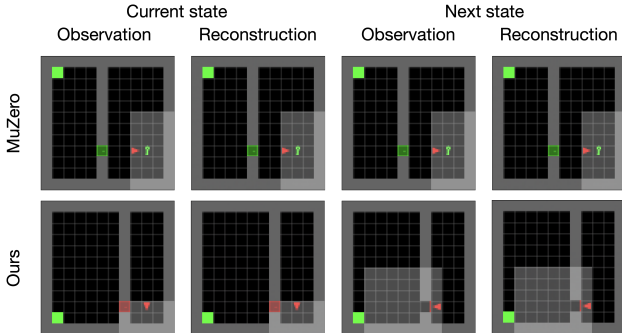 Current state
Next state
Observation
Reconstruction
Observation
Reconstruction
MuZero
Ours